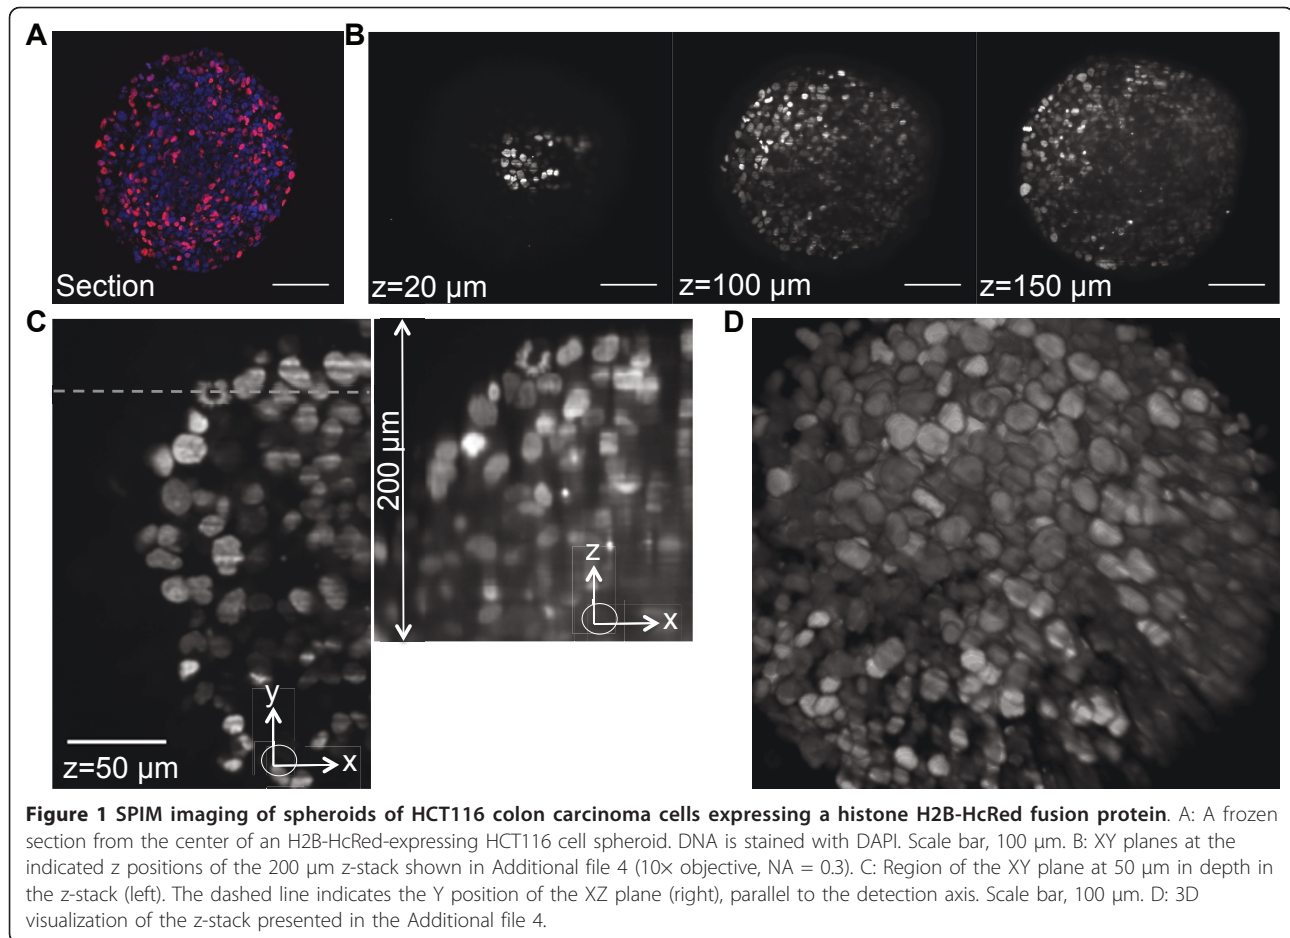 A
B
Section
z=20 µm
z=100 µm
z=150 µm
C
D
200 µm
z
x
y
x
50 µm
z=50 µm
Figure 1 SPIM imaging of spheroids of HCT116 colon carcinoma cells expressing a histone H2B-HcRed fusion protein. A: A frozen
section from the center of an H2B-HcRed-expressing HCT116 cell spheroid. DNA is stained with DAPI. Scale bar, 100 µm. B: XY planes at the
indicated z positions of the 200 µm z-stack shown in Additional file 4 (10× objective, NA = 0.3). C: Region of the XY plane at 50 µm in depth in
the z-stack (left). The dashed line indicates the Y position of the XZ plane (right), parallel to the detection axis. Scale bar, 100 µm. D: 3D
visualization of the z-stack presented in the Additional file 4.